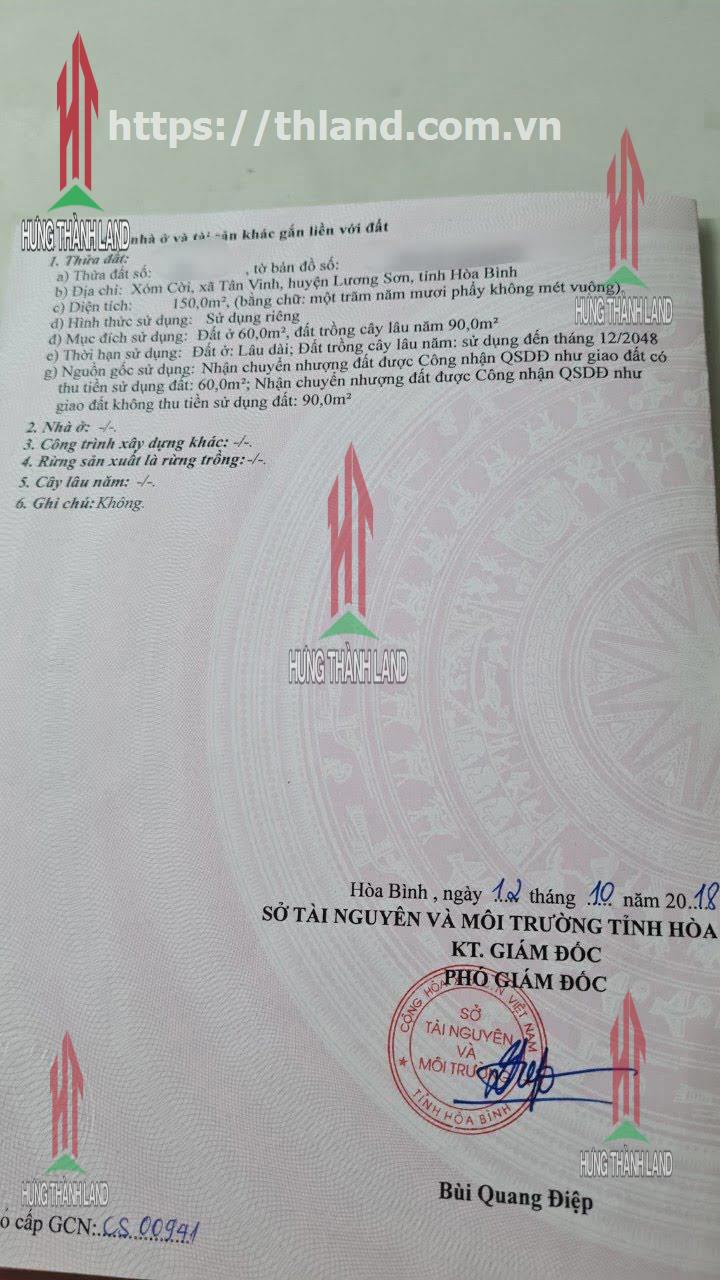 https://thland.com.vn
HƯNG THÀNH LAND
HƯNG THÀNH LAND
nhà ở và tài sản khác gắn liền với đất
1. Thửa đất:
a) Thửa đất số: , tờ bản đồ số:
b) Địa chỉ: Xóm Cời, xã Tân Vinh, huyện Lương Sơn, tỉnh Hòa Bình
c) Diện tích: 150,0m², (bằng chữ: một trăm năm mươi phẩy không mét vuông),
d) Hình thức sử dụng: Sử dụng riêng
đ) Mục đích sử dụng: Đất ở 60,0m², đất trồng cây lâu năm 90,0m²
e) Thời hạn sử dụng: Đất ở: Lâu dài; Đất trồng cây lâu năm: sử dụng đến tháng 12/2048
g) Nguồn gốc sử dụng: Nhận chuyển nhượng đất được Công nhận QSDĐ như giao đất có
thu tiền sử dụng đất: 60,0m²; Nhận chuyển nhượng đất được Công nhận QSDĐ như
giao đất không thu tiền sử dụng đất: 90,0m²
2. Nhà ở: -/-.
3. Công trình xây dựng khác: -/-.
4. Rừng sản xuất là rừng trồng: -/-.
5. Cây lâu năm: -/-.
6. Ghi chú: Không.
HƯNG THÀNH LAND
Hòa Bình , ngày 12 tháng 10 năm 2018
SỞ TÀI NGUYÊN VÀ MÔI TRƯỜNG TỈNH HÒA
KT. GIÁM ĐỐC
PHÓ GIÁM ĐỐC
SỞ
TÀI NGUYÊN
VÀ
MÔI TRƯỜNG
TỈNH HÒA BÌNH
HƯNG THÀNH LAND
HƯNG THÀNH LAND
Bùi Quang Điệp
ổ cấp GCN: CS 00941